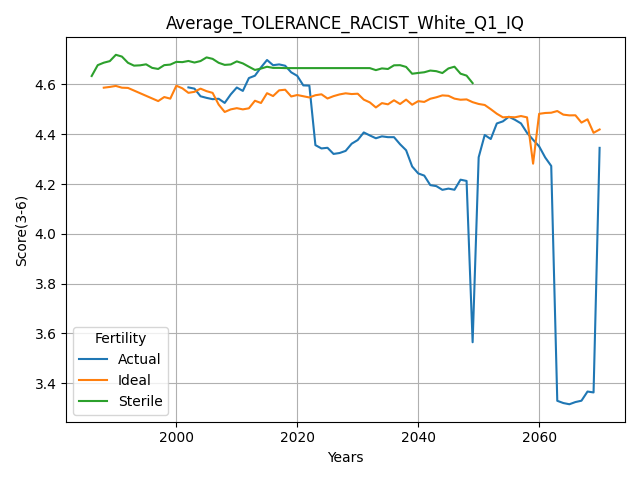 Average_TOLERANCE_RACIST_White_Q1_IQ
Score(3-6)
4.6
4.4
4.2
4.0
3.8
3.6
3.4
Fertility
Actual
Ideal
Sterile
2000 2020 2040 2060
Years